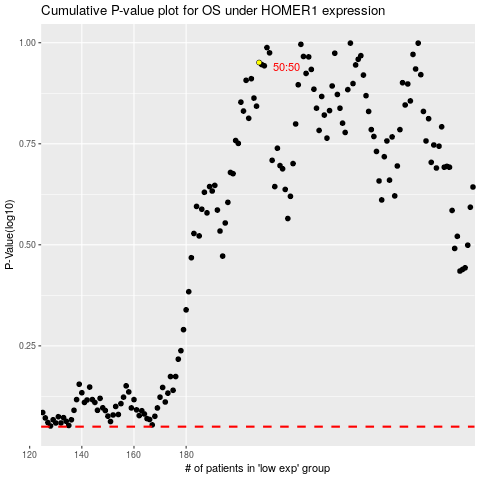 Cumulative P-value plot for OS under HOMER1 expression
1.00
50:50
0.75
P-Value(log10)
0.50
0.25
120 140 160 180
# of patients in 'low exp' group